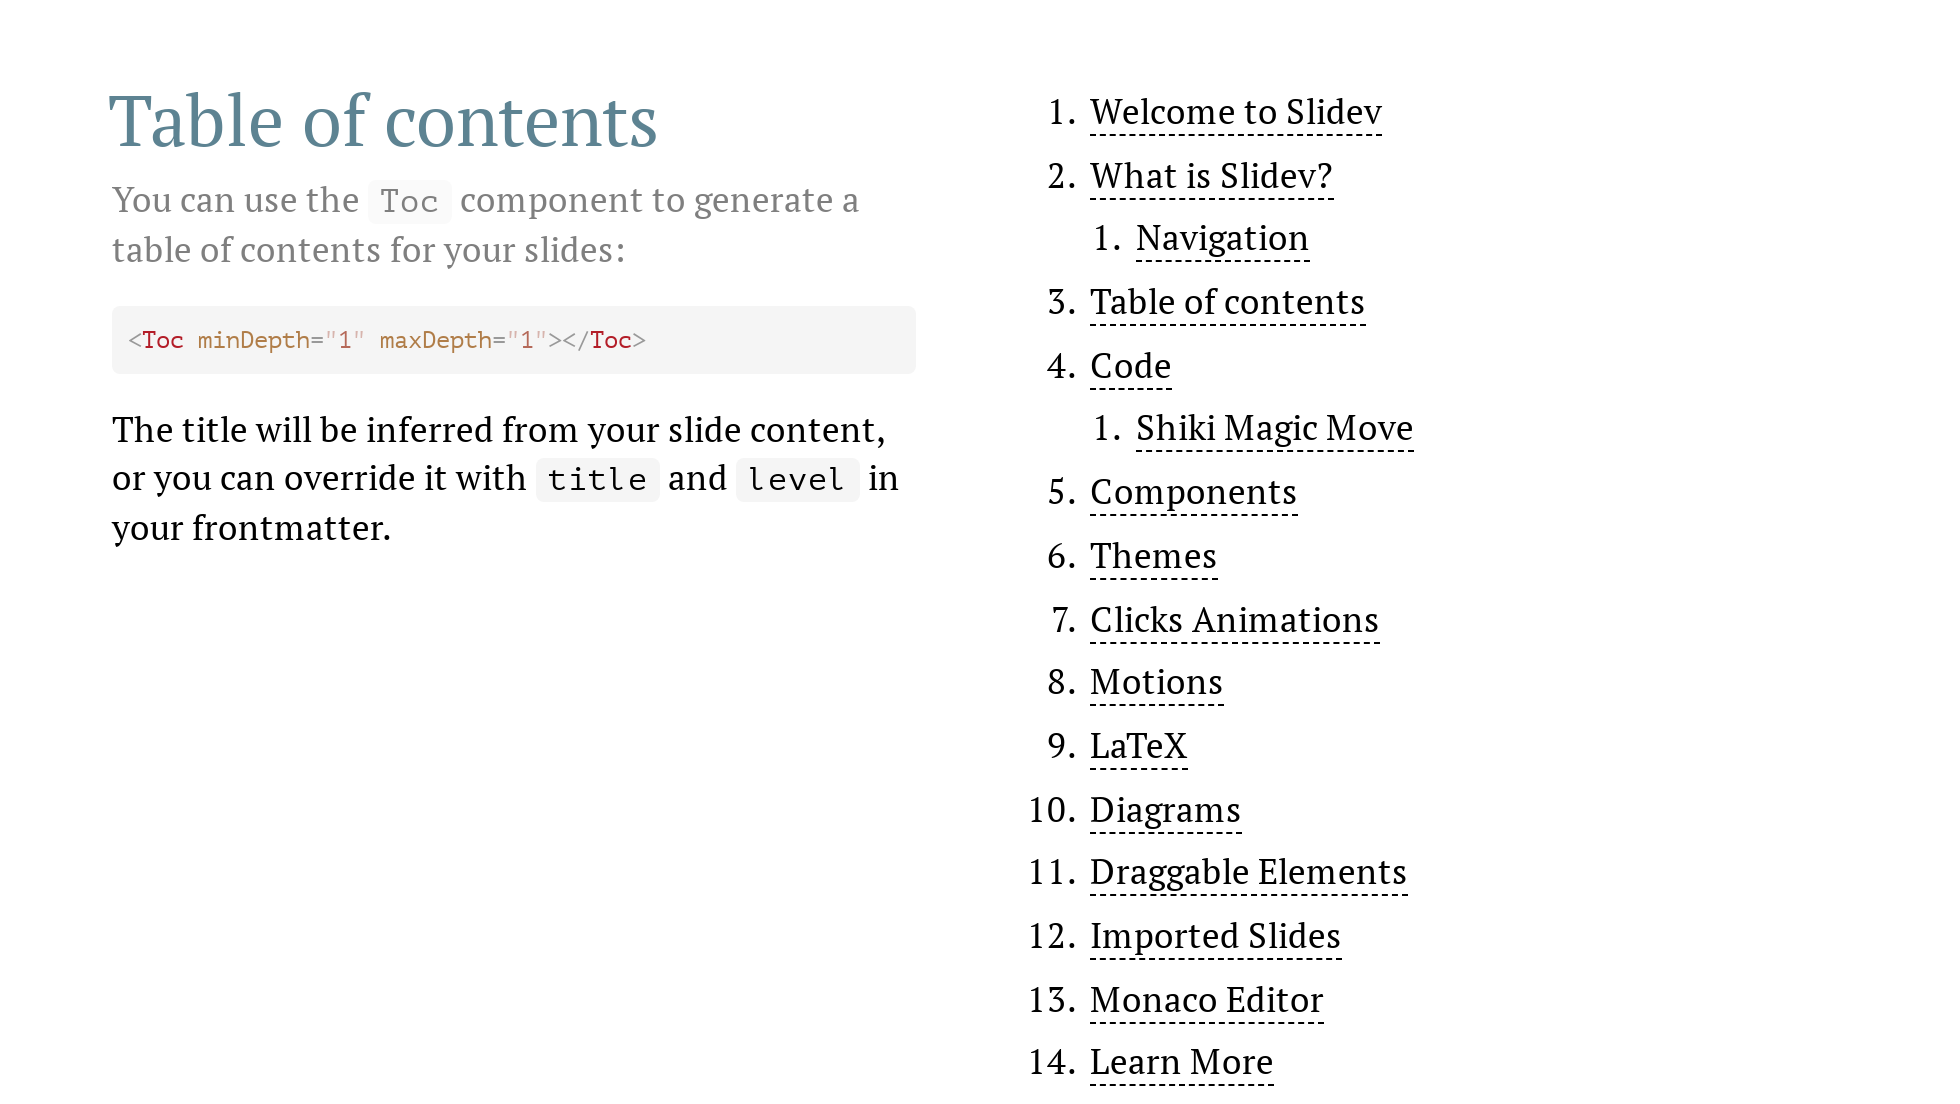 Table of contents
You can use the Toc component to generate a
table of contents for your slides:
<Toc minDepth="1" maxDepth="1"></Toc>
The title will be inferred from your slide content,
or you can override it with title and level in
your frontmatter.
1. Welcome to Slidev
2. What is Slidev?
1. Navigation
3. Table of contents
4. Code
1. Shiki Magic Move
5. Components
6. Themes
7. Clicks Animations
8. Motions
9. LaTeX
10. Diagrams
11. Draggable Elements
12. Imported Slides
13. Monaco Editor
14. Learn More